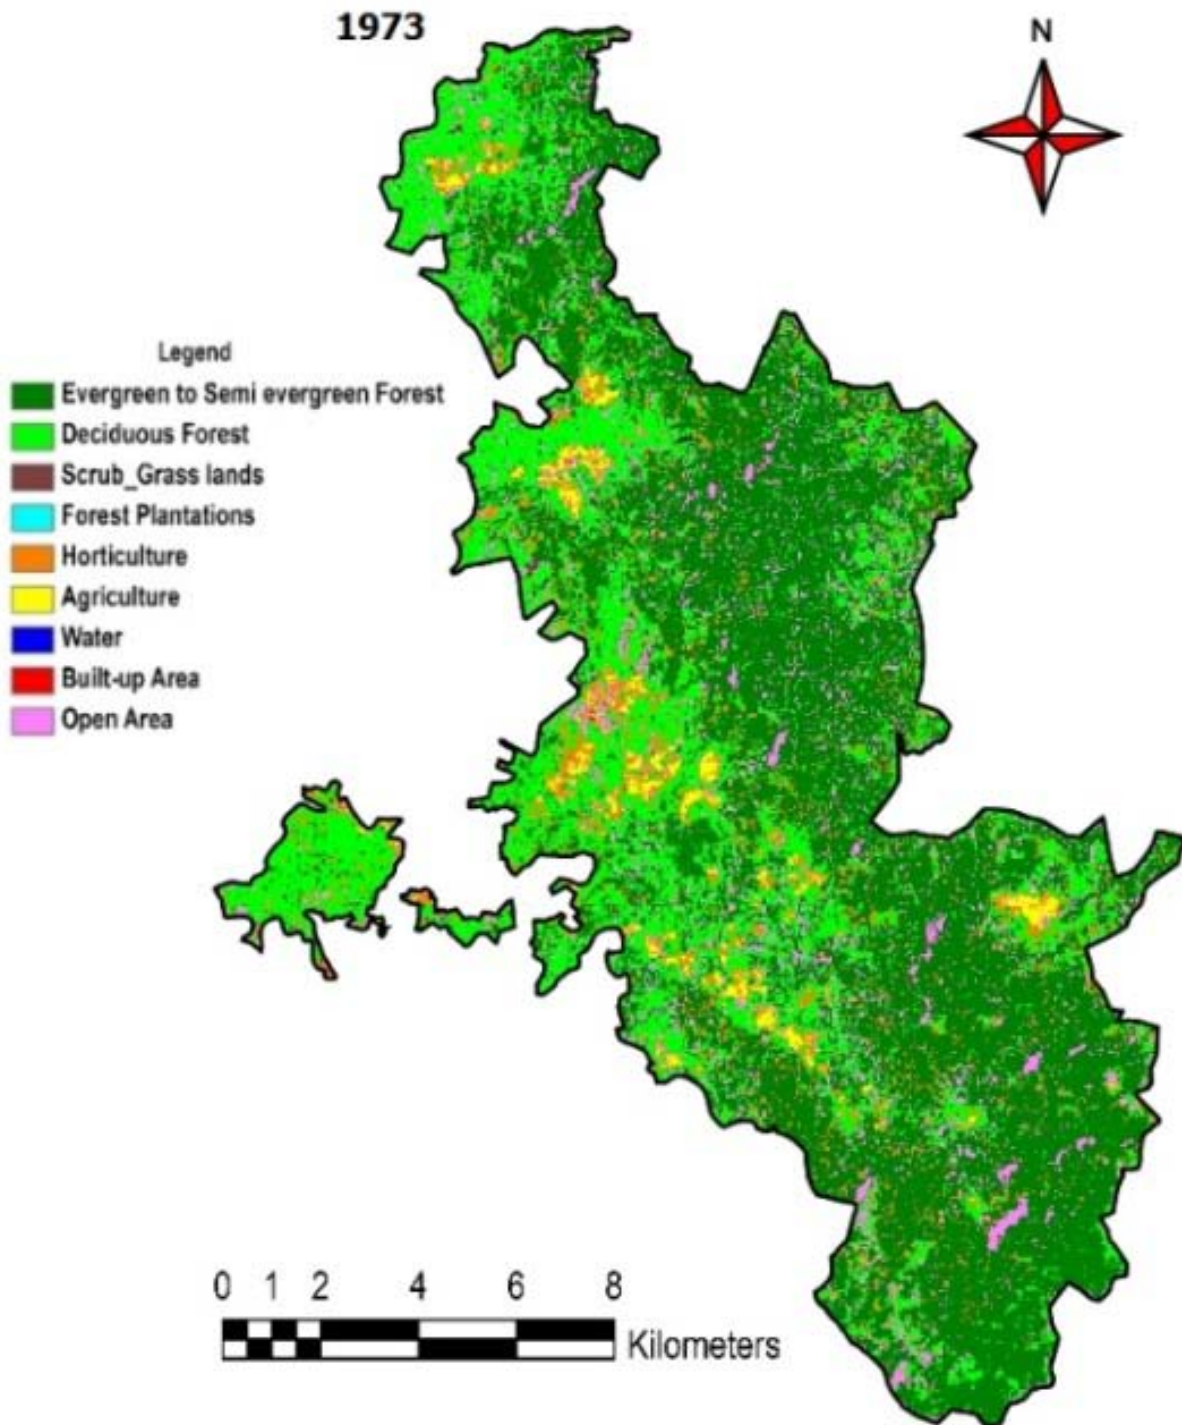 1973
N
Legend
Evergreen to Semi evergreen Forest
Deciduous Forest
Scrub_Grass lands
Forest Plantations
Horticulture
Agriculture
Water
Built-up Area
Open Area
0 1 2 4 6 8
Kilometers